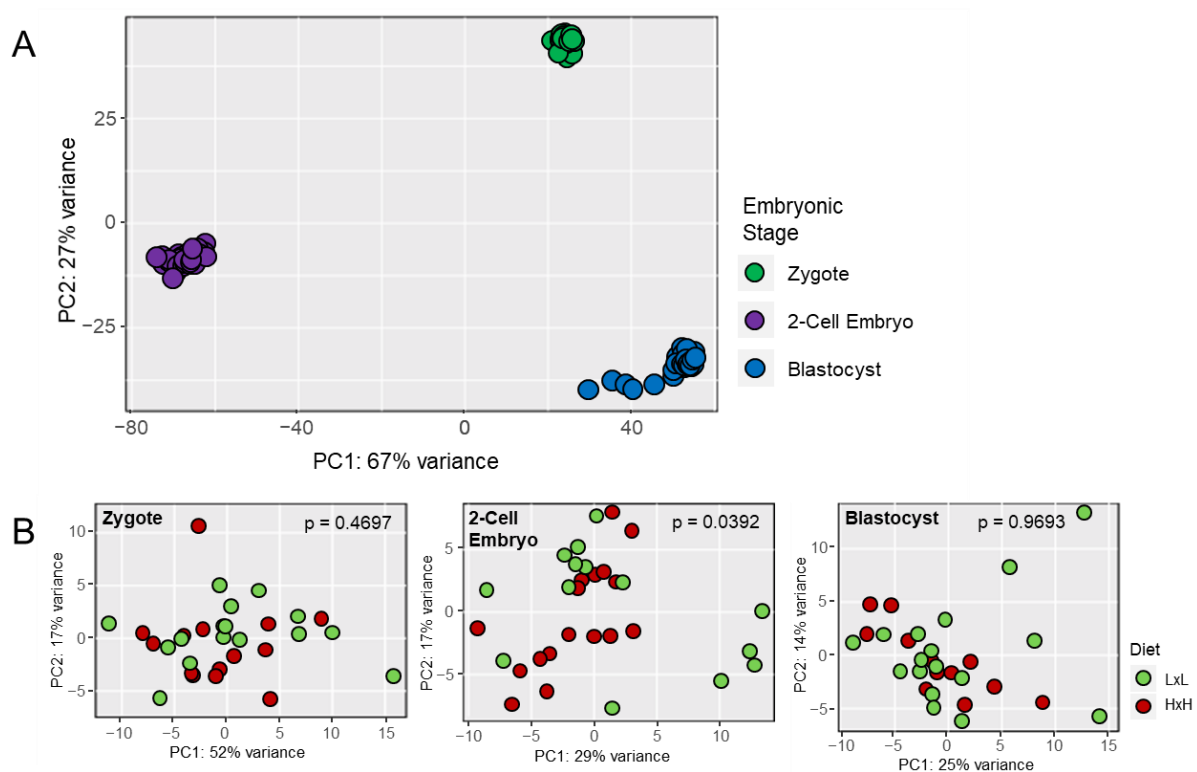 A
PC2: 27% variance
25
0
−25
−80
−40
0
40
PC1: 67% variance
Embryonic
Stage
Zygote
2-Cell Embryo
Blastocyst
B
Zygote
p = 0.4697
PC2: 17% variance
10
5
0
−5
−10
−5
0
5
10
15
PC1: 52% variance
2-Cell
Embryo
p = 0.0392
PC2: 17% variance
5
0
−5
−10
−5
0
5
10
PC1: 29% variance
Blastocyst
p = 0.9693
PC2: 14% variance
10
5
0
−5
−10
−5
0
5
10
15
PC1: 25% variance
Diet
LxL
HxH